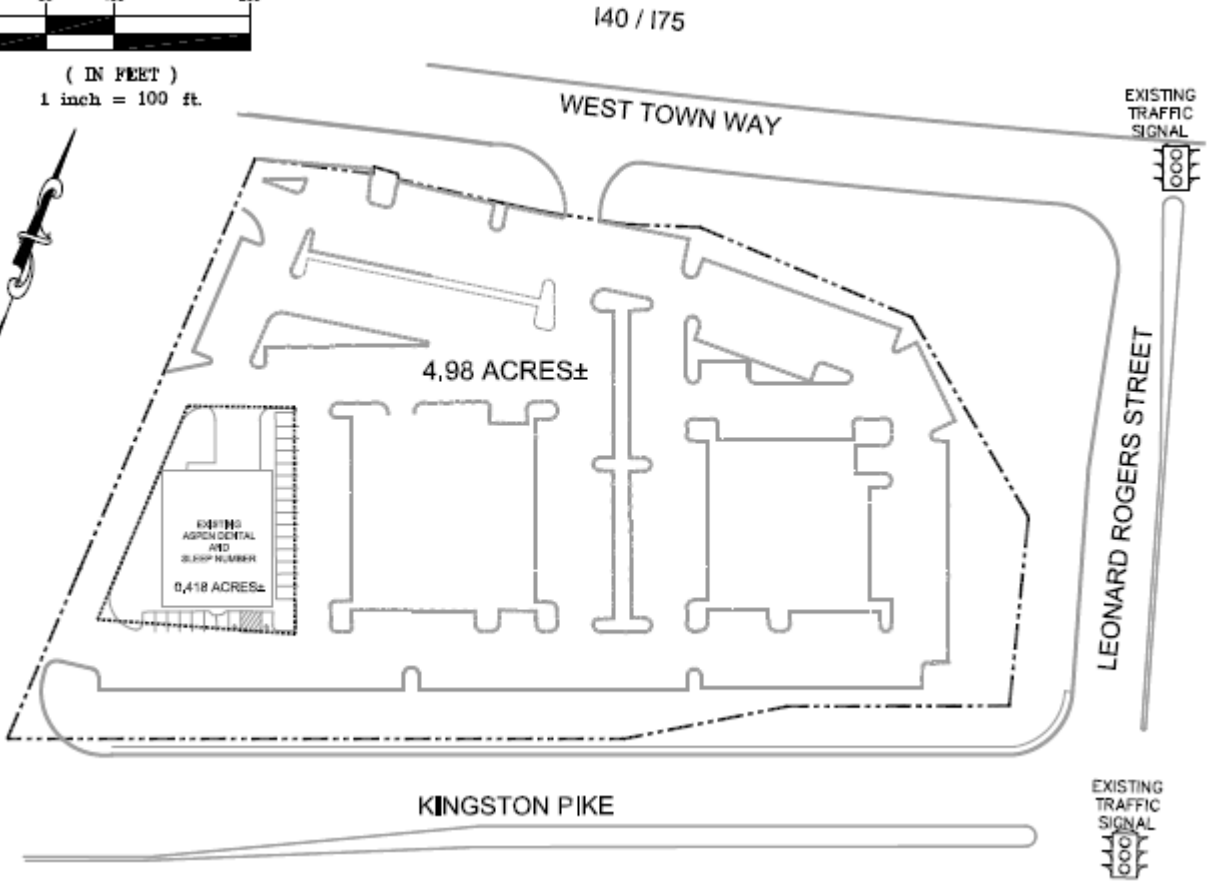 I40 / I75
( IN FEET )
1 inch = 100 ft.
WEST TOWN WAY
EXISTING
TRAFFIC
SIGNAL
4.98 ACRES±
LEONARD ROGERS STREET
EXISTING
ASPEN DENTAL
AND
SLEEP NUMBER
0.418 ACRES±
KINGSTON PIKE
EXISTING
TRAFFIC
SIGNAL